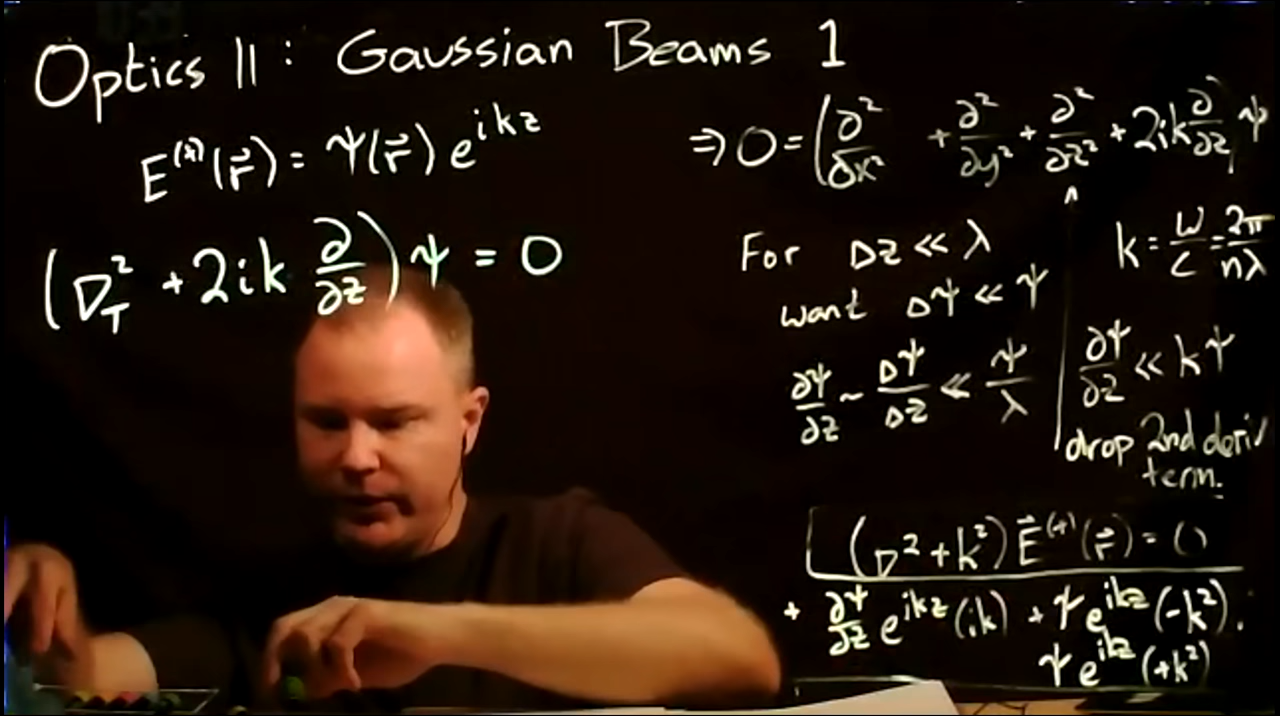 Optics II: Gaussian Beams 1
E⁽⁺⁾(r⃗) = ψ(r⃗) e^{ikz}
(∇_T² + 2ik ∂/∂z) ψ = 0
⇒ 0 = (∂²/∂x² + ∂²/∂y² + ∂²/∂z² + 2ik ∂/∂z) ψ
For Δz ≪ λ
want Δψ ≪ ψ
∂ψ/∂z ~ Δψ/Δz ≪ ψ/λ
k = ω/c = 2π/nλ
∂ψ/∂z ≪ kψ
drop 2nd deriv
term.
(∇² + k²) E⃗⁽⁺⁾(r⃗) = 0
+ ∂ψ/∂z e^{ikz} (ik) + ψ e^{ikz} (-k²).
ψ e^{ikz} (+k²)